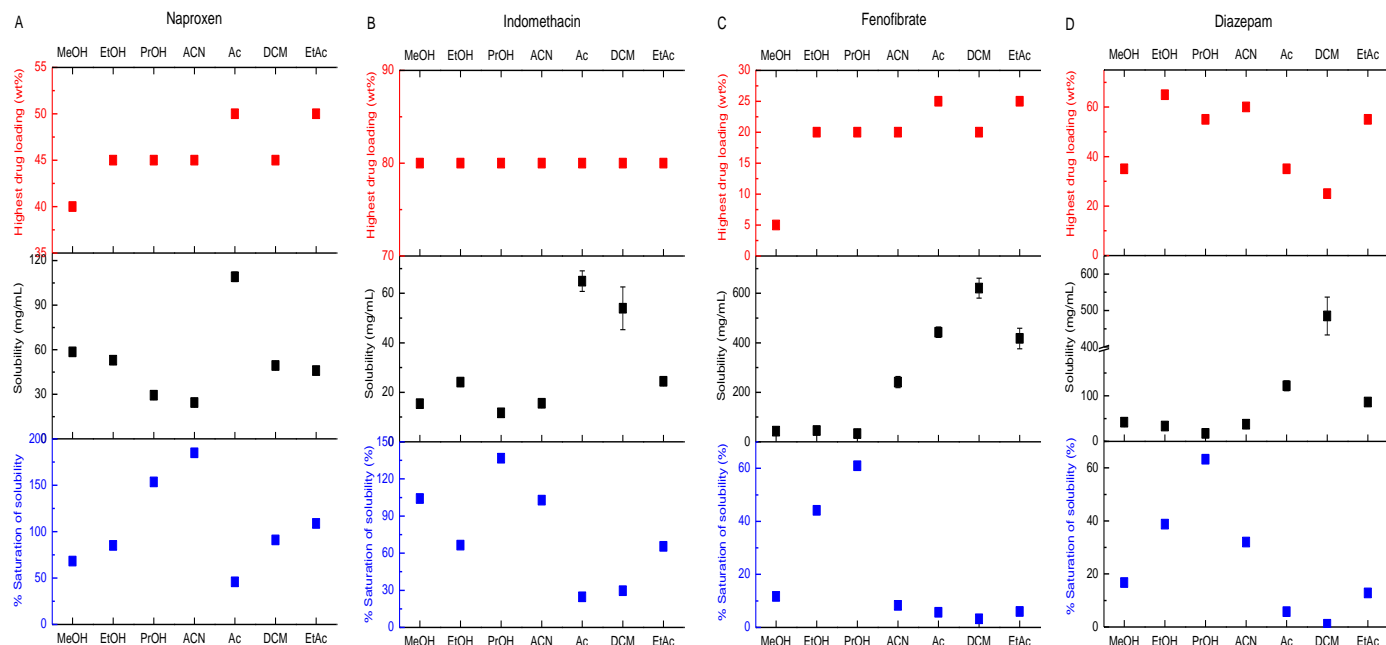 A
Naproxen
MeOH EtOH PrOH ACN Ac DCM EtAc
Highest drug loading (wt%)
55
50
45
40
35
Solubility (mg/mL)
120
90
60
30
0
% Saturation of solubility
200
150
100
50
0
MeOH EtOH PrOH ACN Ac DCM EtAc
B
Indomethacin
MeOH EtOH PrOH ACN Ac DCM EtAc
Highest drug loading (wt%)
90
80
70
Solubility (mg/mL)
60
40
20
0
% Saturation of solubility (%)
150
120
90
60
30
0
MeOH EtOH PrOH ACN Ac DCM EtAc
C
Fenofibrate
MeOH EtOH PrOH ACN Ac DCM EtAc
Highest drug loading (wt%)
30
25
20
15
10
5
0
Solubility (mg/mL)
600
400
200
0
% Saturation of solubility (%)
60
40
20
0
MeOH EtOH PrOH ACN Ac DCM EtAc
D
Diazepam
MeOH EtOH PrOH ACN Ac DCM EtAc
Highest drug loading (wt%)
60
40
20
0
Solubility (mg/mL)
600
500
400
100
0
% Saturation of solubility (%)
60
40
20
0
MeOH EtOH PrOH ACN Ac DCM EtAc